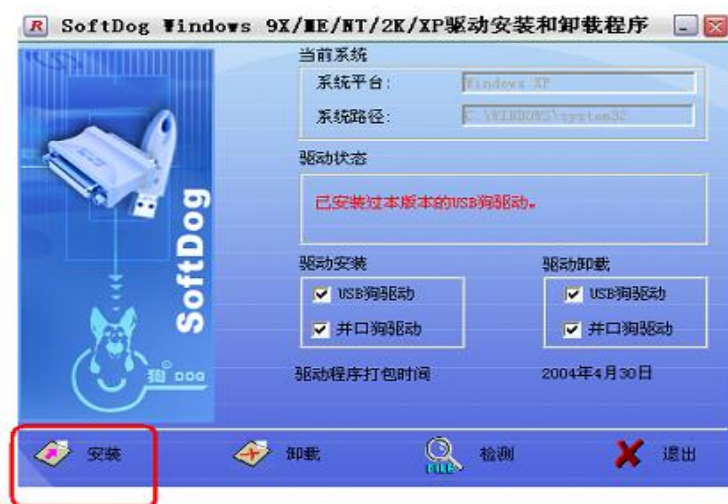 SoftDog Windows 9X/ME/NT/2K/XP驱动安装和卸载程序
当前系统
系统平台: Windows XP
系统路径: C:\WINDOWS\system32
驱动状态
已安装过本版本的USB狗驱动。
驱动安装
驱动卸载
USB狗驱动
USB狗驱动
并口狗驱动
并口狗驱动
驱动程序打包时间
2004年4月30日
SoftDog
狗 DOG
安装
卸载
检测
退出